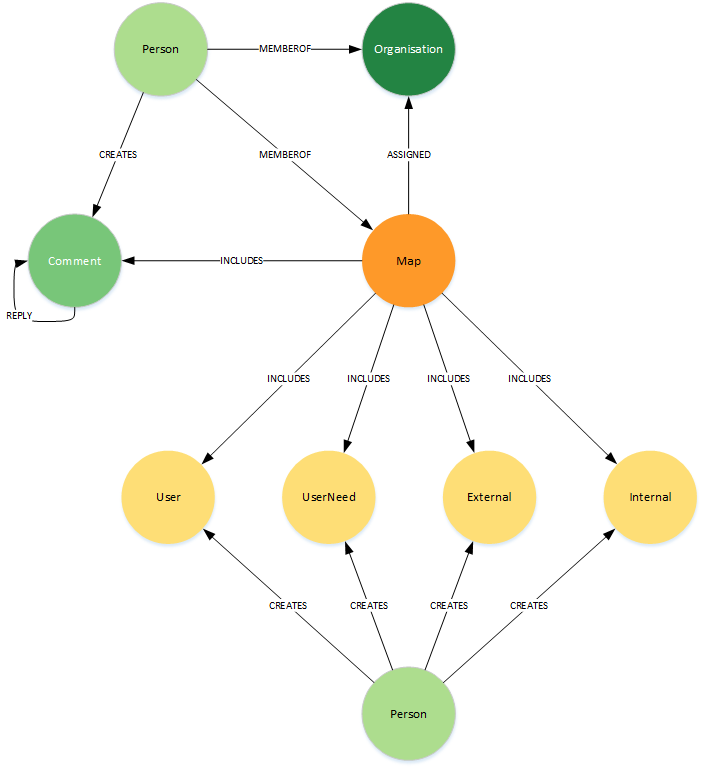 Person
MEMBEROF
Organisation
CREATES
MEMBEROF
ASSIGNED
Comment
INCLUDES
Map
REPLY
INCLUDES
INCLUDES
INCLUDES
INCLUDES
User
UserNeed
External
Internal
CREATES
CREATES
CREATES
CREATES
Person